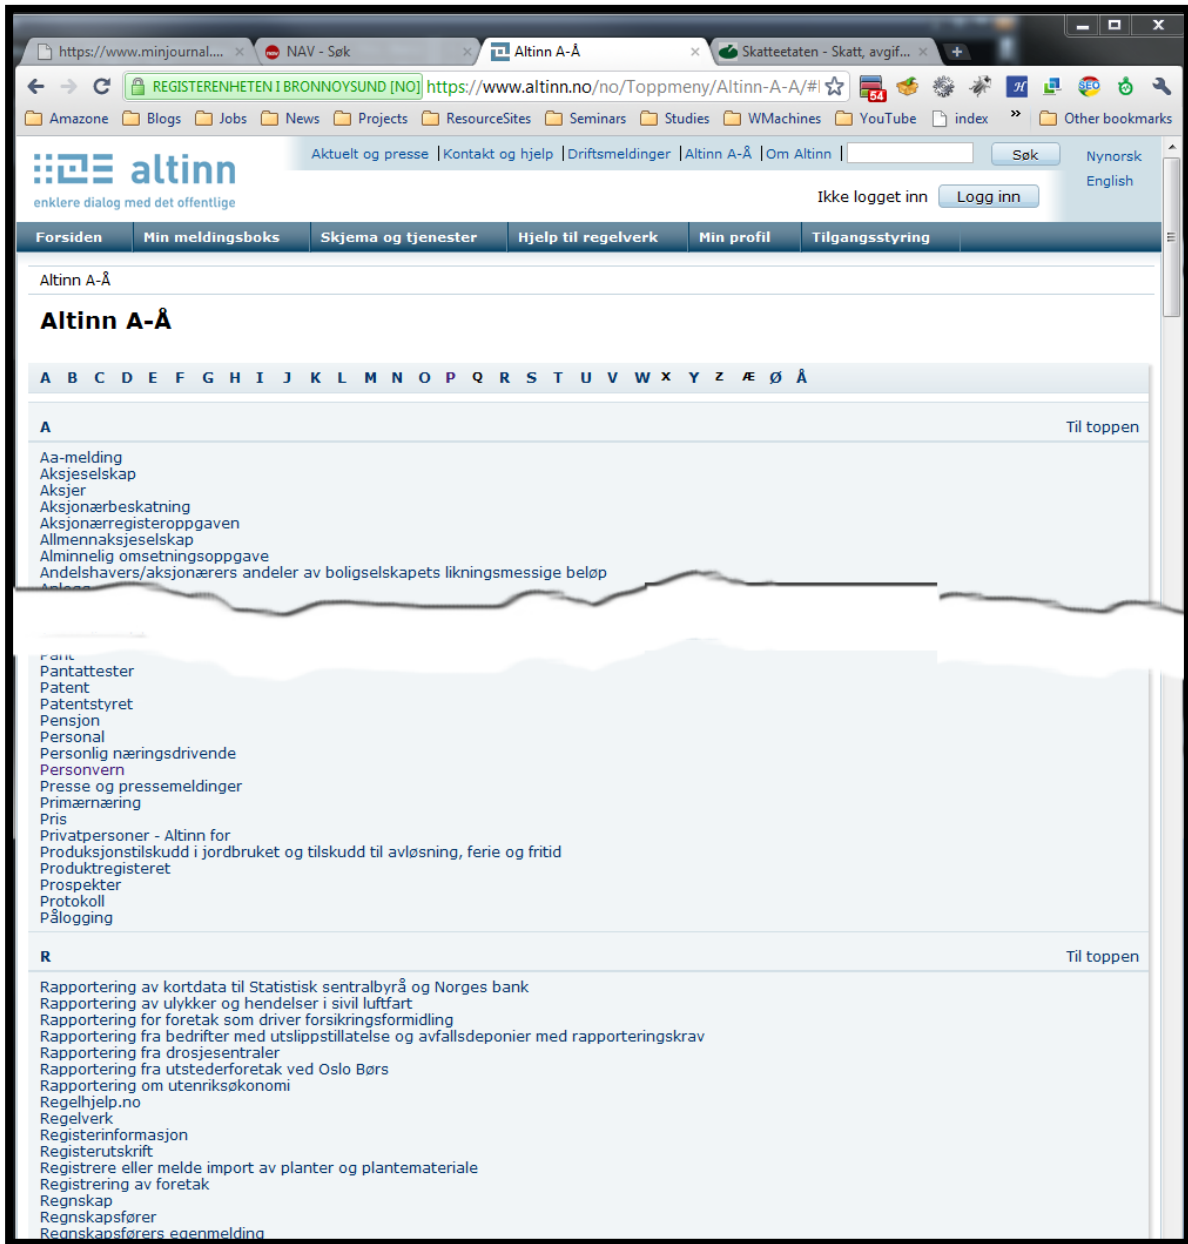 https://www.minjournal.... NAV - Søk Altinn A-Å Skatteetaten - Skatt, avgif...
REGISTERENHETEN I BRONNOYSUND [NO] https://www.altinn.no/no/Toppmeny/Altinn-A-A/#
54 H SEO
Amazone Blogs Jobs News Projects ResourceSites Seminars Studies WMachines YouTube index » Other bookmarks
Aktuelt og presse |Kontakt og hjelp |Driftsmeldinger |Altinn A-Å |Om Altinn | Søk Nynorsk
altinn
English
enklere dialog med det offentlige
Ikke logget inn Logg inn
Forsiden Min meldingsboks Skjema og tjenester Hjelp til regelverk Min profil Tilgangsstyring
Altinn A-Å
Altinn A-Å
A B C D E F G H I J K L M N O P Q R S T U V W X Y Z Æ Ø Å
A Til toppen
Aa-melding
Aksjeselskap
Aksjer
Aksjonærbeskatning
Aksjonærregisteroppgaven
Allmennaksjeselskap
Alminnelig omsetningsoppgave
Andelshavers/aksjonærers andeler av boligselskapets likningsmessige beløp
Pant
Pantattester
Patent
Patentstyret
Pensjon
Personal
Personlig næringsdrivende
Personvern
Presse og pressemeldinger
Primærnæring
Pris
Privatpersoner - Altinn for
Produksjonstilskudd i jordbruket og tilskudd til avløsning, ferie og fritid
Produktregisteret
Prospekter
Protokoll
Pålogging
R Til toppen
Rapportering av kortdata til Statistisk sentralbyrå og Norges bank
Rapportering av ulykker og hendelser i sivil luftfart
Rapportering for foretak som driver forsikringsformidling
Rapportering fra bedrifter med utslippstillatelse og avfallsdeponier med rapporteringskrav
Rapportering fra drosjesentraler
Rapportering fra utstederforetak ved Oslo Børs
Rapportering om utenriksøkonomi
Regelhjelp.no
Regelverk
Registerinformasjon
Registerutskrift
Registrere eller melde import av planter og plantemateriale
Registrering av foretak
Regnskap
Regnskapsfører
Regnskapsførers egenmelding